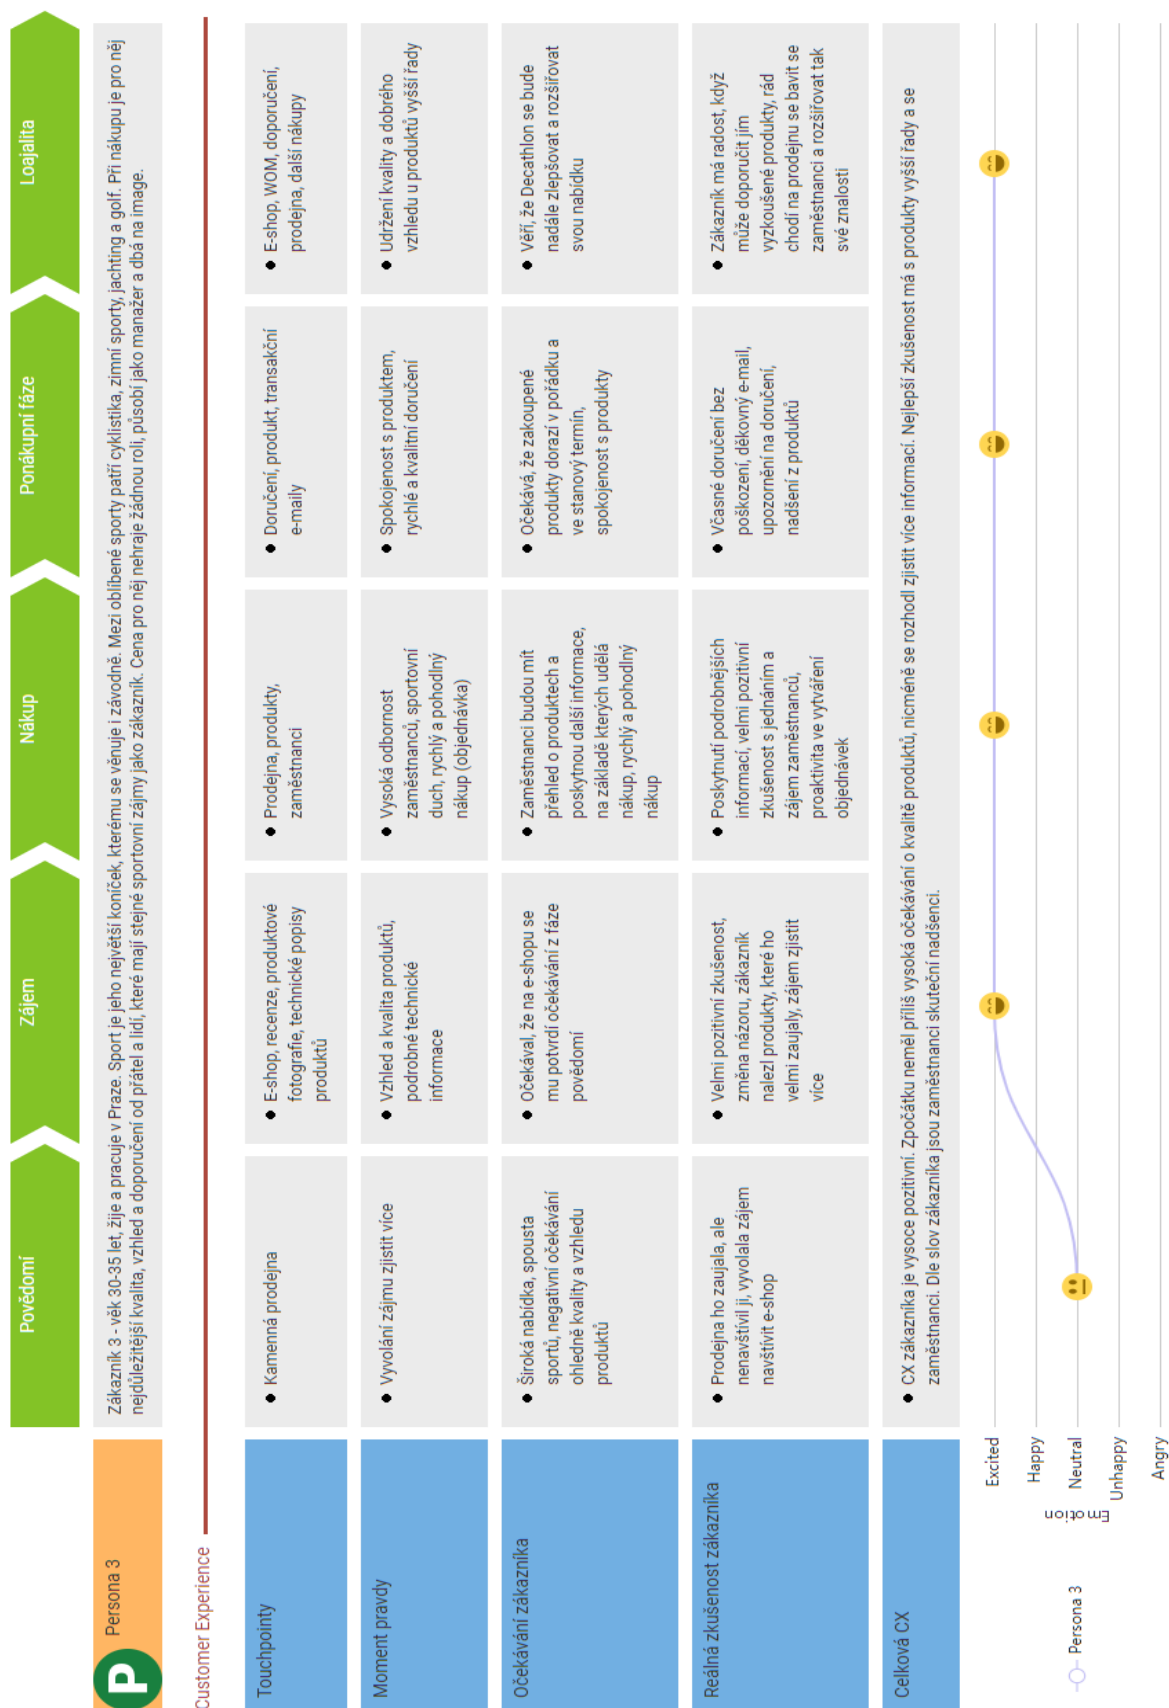 Povědomí
Zájem
Nákup
Ponákupní fáze
Loajalita
P
Persona 3
Zákazník 3 - věk 30-35 let, žije a pracuje v Praze. Sport je jeho největší koníček, kterému se věnuje i závodně. Mezi oblíbené sporty patří cyklistika, zimní sporty, jachting a golf. Při nákupu je pro něj
nejdůležitější kvalita, vzhled a doporučení od přátel a lidí, které mají stejné sportovní zájmy jako zákazník. Cena pro něj nehraje žádnou roli, působí jako manažer a dbá na image.
Customer Experience
Touchpointy
● Kamenná prodejna
● E-shop, recenze, produktové
fotografie, technické popisy
produktů
● Prodejna, produkty,
zaměstnanci
● Doručení, produkt, transakční
e-maily
● E-shop, WOM, doporučení,
prodejna, další nákupy
Moment pravdy
● Vyvolání zájmu zjistit více
● Vzhled a kvalita produktů,
podrobné technické
informace
● Vysoká odbornost
zaměstnanců, sportovní
duch, rychlý a pohodlný
nákup (objednávka)
● Spokojenost s produktem,
rychlé a kvalitní doručení
● Udržení kvality a dobrého
vzhledu u produktů vyšší řady
Očekávání zákazníka
● Široká nabídka, spousta
sportů, negativní očekávání
ohledně kvality a vzhledu
produktů
● Očekával, že na e-shopu se
mu potvrdí očekávání z fáze
povědomí
● Zaměstnanci budou mít
přehled o produktech a
poskytnou další informace,
na základě kterých udělá
nákup, rychlý a pohodlný
nákup
● Očekává, že zakoupené
produkty dorazí v pořádku a
ve stanový termín,
spokojenost s produkty
● Věří, že Decathlon se bude
nadále zlepšovat a rozšiřovat
svou nabídku
Reálná zkušenost zákazníka
● Prodejna ho zaujala, ale
nenavštívil ji, vyvolala zájem
navštívit e-shop
● Velmi pozitivní zkušenost,
změna názoru, zákazník
nalezl produkty, které ho
velmi zaujaly, zájem zjistit
více
● Poskytnutí podrobnějších
informací, velmi pozitivní
zkušenost s jednáním a
zájem zaměstnanců,
proaktivita ve vytváření
objednávek
● Včasné doručení bez
poškození, děkovný e-mail,
upozornění na doručení,
nadšení z produktů
● Zákazník má radost, když
může doporučit jím
vyzkoušené produkty, rád
chodí na prodejnu se bavit se
zaměstnanci a rozšiřovat tak
své znalosti
Celková CX
● CX zákazníka je vysoce pozitivní. Zpočátku neměl příliš vysoká očekávání o kvalitě produktů, nicméně se rozhodl zjistit více informací. Nejlepší zkušenost má s produkty vyšší řady a se
zaměstnanci. Dle slov zákazníka jsou zaměstnanci skuteční nadšenci.
Persona 3
Emotion
Excited
Happy
Neutral
Unhappy
Angry